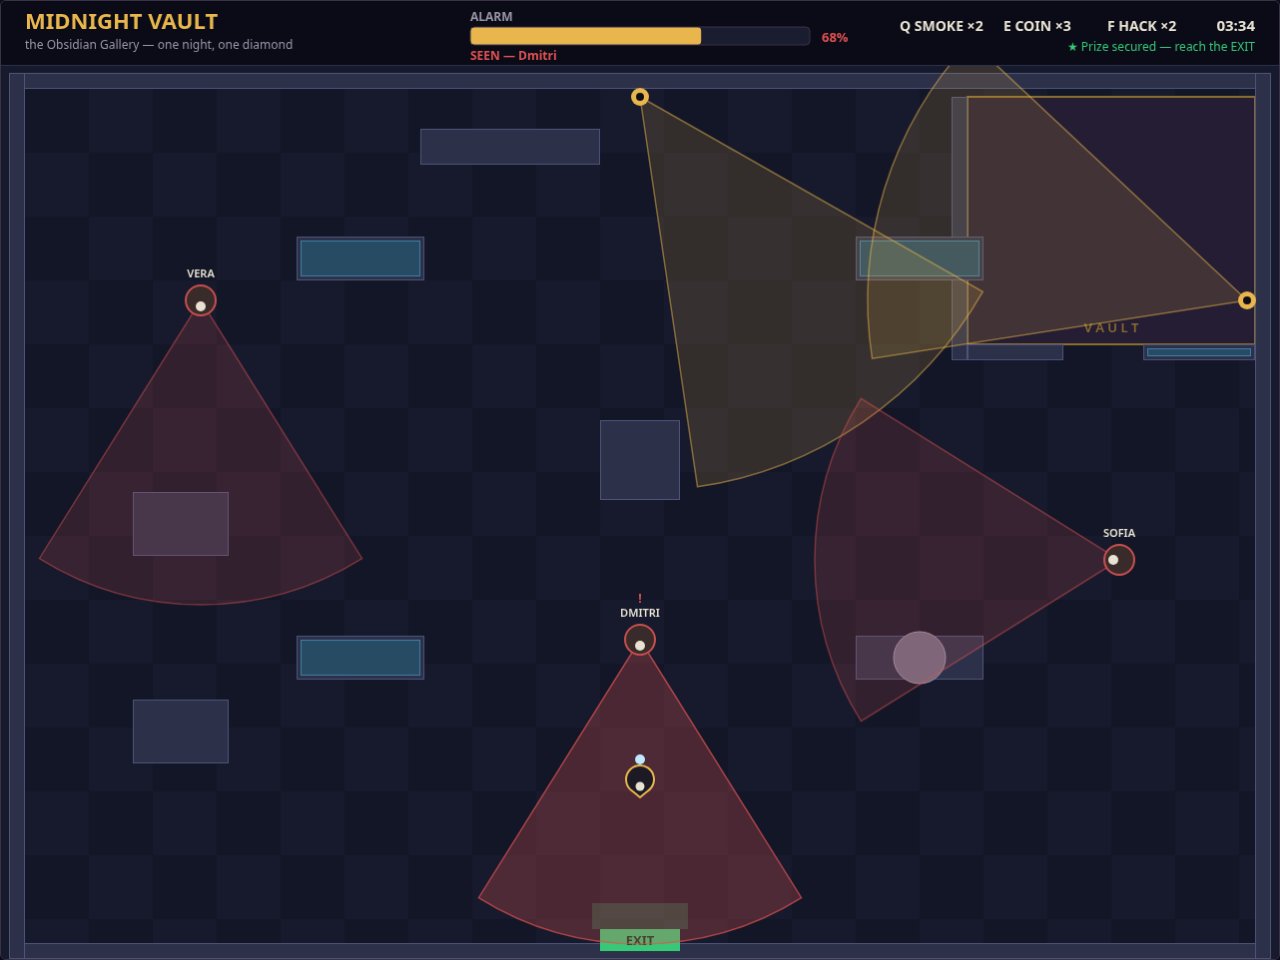 MIDNIGHT VAULT
the Obsidian Gallery — one night, one diamond
ALARM
68%
SEEN — Dmitri
Q SMOKE ×2 E COIN ×3 F HACK ×2 03:34
★ Prize secured — reach the EXIT
VERA
VAULT
SOFIA
!
DMITRI
EXIT